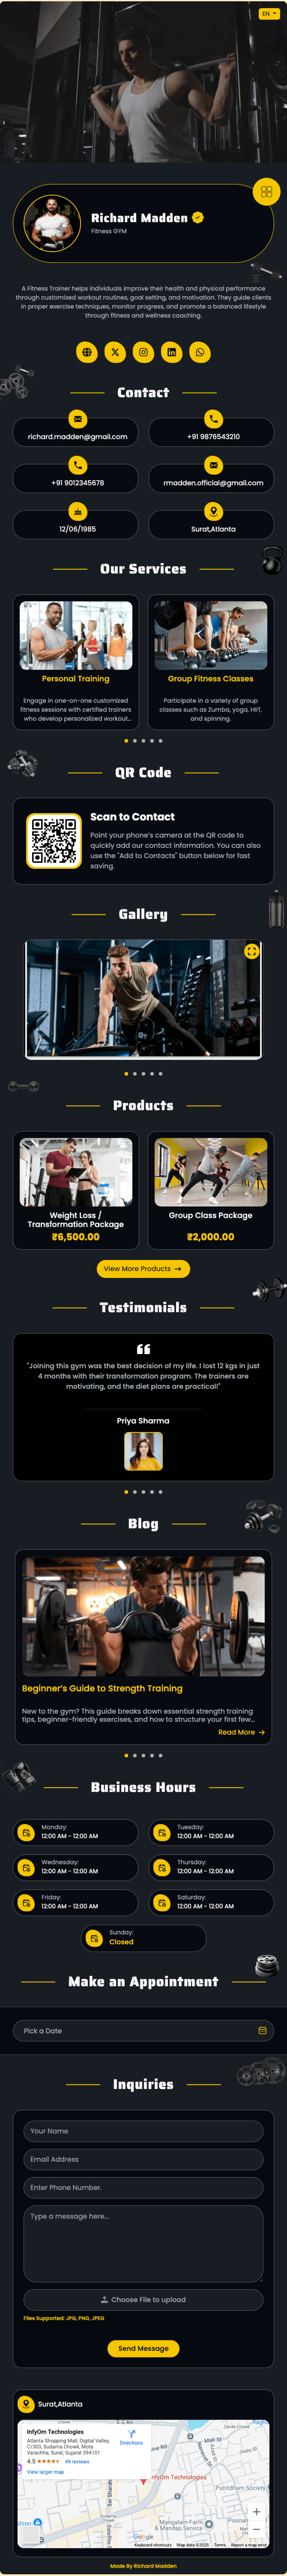 EN
Richard Madden
Fitness GYM
A Fitness Trainer helps individuals improve their health and physical performance
through customized workout routines, goal setting, and motivation. They guide clients
in proper exercise techniques, monitor progress, and promote a balanced lifestyle
through fitness and wellness coaching.
Contact
richard.madden@gmail.com
+91 9876543210
+91 9012345678
rmadden.official@gmail.com
12/06/1985
Surat,Atlanta
Our Services
Personal Training
Engage in one-on-one customized
fitness sessions with certified trainers
who develop personalized workout...
Group Fitness Classes
Participate in a variety of group
classes such as Zumba, yoga, HIIT,
and spinning.
QR Code
Scan to Contact
Point your phone's camera at the QR code to
quickly add our contact information. You can also
use the "Add to Contacts" button below for fast
saving.
Gallery
Products
Weight Loss /
Transformation Package
₹6,500.00
Group Class Package
₹2,000.00
View More Products
Testimonials
"Joining this gym was the best decision of my life. I lost 12 kgs in just
4 months with their transformation program. The trainers are
motivating, and the diet plans are practical!"
Priya Sharma
Blog
Beginner's Guide to Strength Training
New to the gym? This guide breaks down essential strength training
tips, beginner-friendly exercises, and how to structure your first few...
Read More
Business Hours
Monday:
12:00 AM - 12:00 AM
Tuesday:
12:00 AM - 12:00 AM
Wednesday:
12:00 AM - 12:00 AM
Thursday:
12:00 AM - 12:00 AM
Friday:
12:00 AM - 12:00 AM
Saturday:
12:00 AM - 12:00 AM
Sunday:
Closed
Make an Appointment
Pick a Date
Inquiries
Your Name
Email Address
Enter Phone Number.
Type a message here...
Choose File to upload
Files Supported: JPG, PNG, JPEG
Send Message
Surat,Atlanta
InfyOm Technologies
Atlanta Shopping Mall, Digital Valley,
C/303, Sudama Chowk, Mota
Varachha, Surat, Gujarat 394101
4.5
49 reviews
View larger map
Directions
InfyOm Technologies
Punitdham Society
Mangalam Farm
& Mandap Service
Google
Keyboard shortcuts
Map data ©2025
Terms
Report a map error
Made By Richard Madden